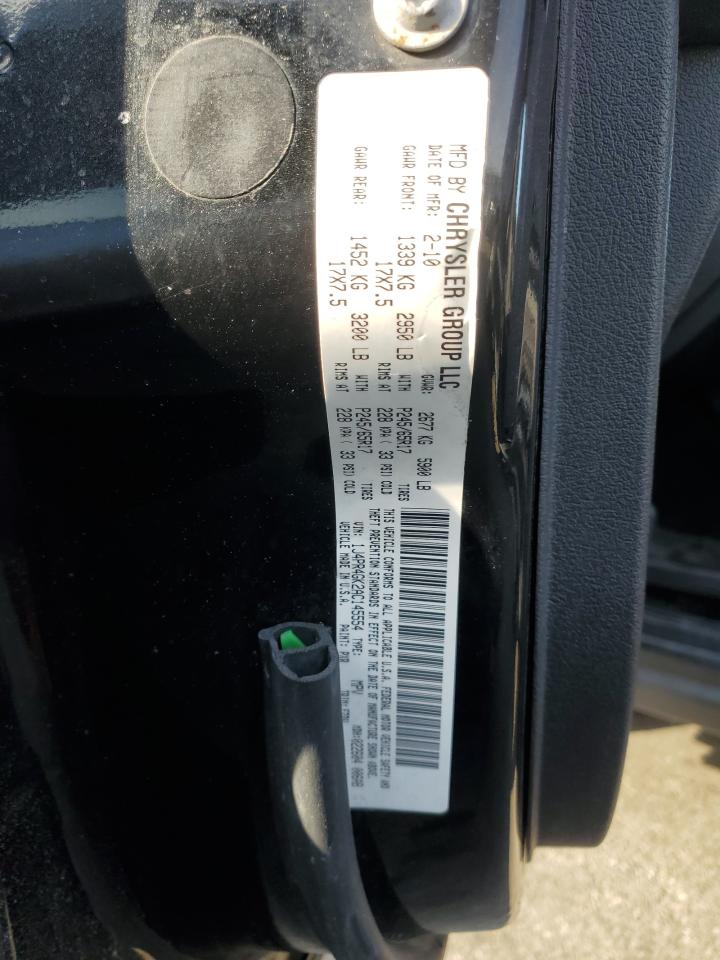 MFD BY CHRYSLER GROUP LLC
DATE OF MFR: 2-10 GVWR: 2677 KG 5900 LB
GAWR FRONT: 1339 KG 2950 LB WITH P245/65R17 TIRES
17X7.5 RIMS AT 228 KPA( 33 PSI) COLD
GAWR REAR: 1452 KG 3200 LB WITH P245/65R17 TIRES
17X7.5 RIMS AT 228 KPA( 33 PSI) COLD
THIS VEHICLE CONFORMS TO ALL APPLICABLE U.S.A. FEDERAL MOTOR VEHICLE SAFETY AND
THEFT PREVENTION STANDARDS IN EFFECT ON THE DATE OF MANUFACTURE SHOWN ABOVE.
VIN: 1J4PR4GK2AC145554 TYPE: MPV MDH:
VEHICLE MADE IN U.S.A. PAINT: TRIM: